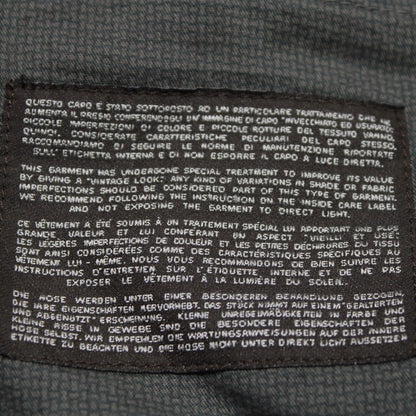 QUESTO CAPO È STATO SOTTOPOSTO AD UN PARTICOLARE TRATTAMENTO CHE NE
AUMENTA IL PREGIO CONFERENDOGLI UN'IMMAGINE DI CAPO "INVECCHIATO ED USURATO".
PICCOLE IMPERFEZIONI DI COLORE E PICCOLE ROTTURE DEL TESSUTO VANNO,
QUINDI, CONSIDERATE CARATTERISTICHE PECULIARI DEL CAPO STESSO.
RACCOMANDIAMO DI SEGUIRE LE NORME DI MANUTENZIONE RIPORTATE
SULL'ETICHETTA INTERNA E DI NON ESPORRE IL CAPO A LUCE DIRETTA.
THIS GARMENT HAS UNDERGONE SPECIAL TREATMENT TO IMPROVE ITS VALUE
BY GIVING A "VINTAGE LOOK". ANY KIND OF VARIATIONS IN SHADE OR FABRIC
IMPERFECTIONS SHOULD BE CONSIDERED PART OF THIS TYPE OF GARMENT.
WE RECOMMEND FOLLOWING THE INSTRUCTION ON THE INSIDE CARE LABEL
AND NOT EXPOSING THE GARMENT TO DIRECT LIGHT.
CE VÊTEMENT A ÉTÉ SOUMIS À UN TRAITEMENT SPÉCIAL LUI APPORTANT UNE PLUS
GRANDE VALEUR ET LUI CONFÉRANT UN ASPECT "VIEILLI ET USÉ".
LES LÉGÈRES IMPERFECTIONS DE COULEUR ET LES PETITES DÉCHIRURES DU TISSU
SONT AINSI CONSIDÉRÉES COMME DES CARACTÉRISTIQUES SPÉCIFIQUES AU
VÊTEMENT LUI - MÊME. NOUS VOUS RECOMMANDONS DE BIEN SUIVRE LES
INSTRUCTIONS D'ENTRETIEN SUR L'ÉTIQUETTE INTERNE ET DE NE PAS
EXPOSER LE VÊTEMENT À LA LUMIÈRE DU SOLEIL.
DIE HOSE WERDEN UNTER EINER BESONDEREN BEHANDLUNG GEZOGEN,
DIE IHRE EIGENSCHAFTEN HERVORHEBT. DAS STÜCK NIMMT AUF EINEM "GEALTERTEN
UND ABGENUTZT" ERSCHEINUNG. KLEINE UNREGELMÄßIGKEITEN IN FARBE UND
KLEINE RISSE IN GEWEBE SIND DIE BESONDERE EIGENSCHAFTEN DER
HOSE SELBST. WIR EMPFEHLEN DIE WARTUNGSANWEISUNGEN AUF DER INNERE
ETIKETTE ZU BEACHTEN UND DIE HOSE NICHT UNTER DIREKT LICHT AUSSETZEN